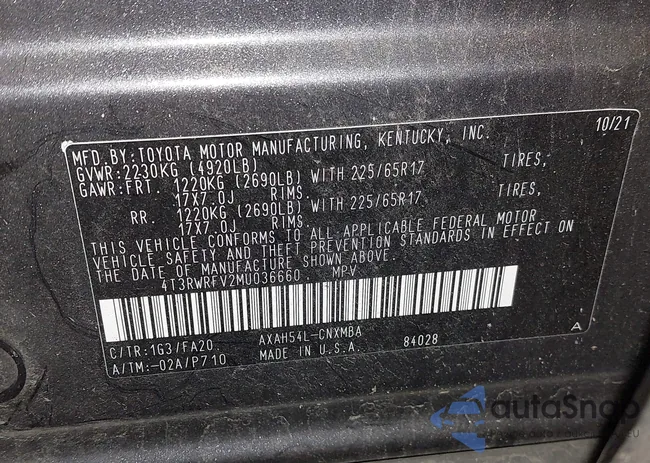 10/21
MFD.BY:TOYOTA MOTOR MANUFACTURING, KENTUCKY, INC.
GVWR:2230KG (4920LB)
GAWR:FRT. 1220KG (2690LB) WITH 225/65R17 TIRES,
17X7.0J RIMS.
RR. 1220KG (2690LB) WITH 225/65R17 TIRES,
17X7.0J RIMS.
THIS VEHICLE CONFORMS TO ALL APPLICABLE FEDERAL MOTOR
VEHICLE SAFETY AND THEFT PREVENTION STANDARDS IN EFFECT ON
THE DATE OF MANUFACTURE SHOWN ABOVE.
4T3RWRFV2MU036660 MPV
C/TR:1G3/FA20 AXAH54L-CNXMBA A
A/TM:-02A/P710 MADE IN U.S.A. 84028
autoSnap